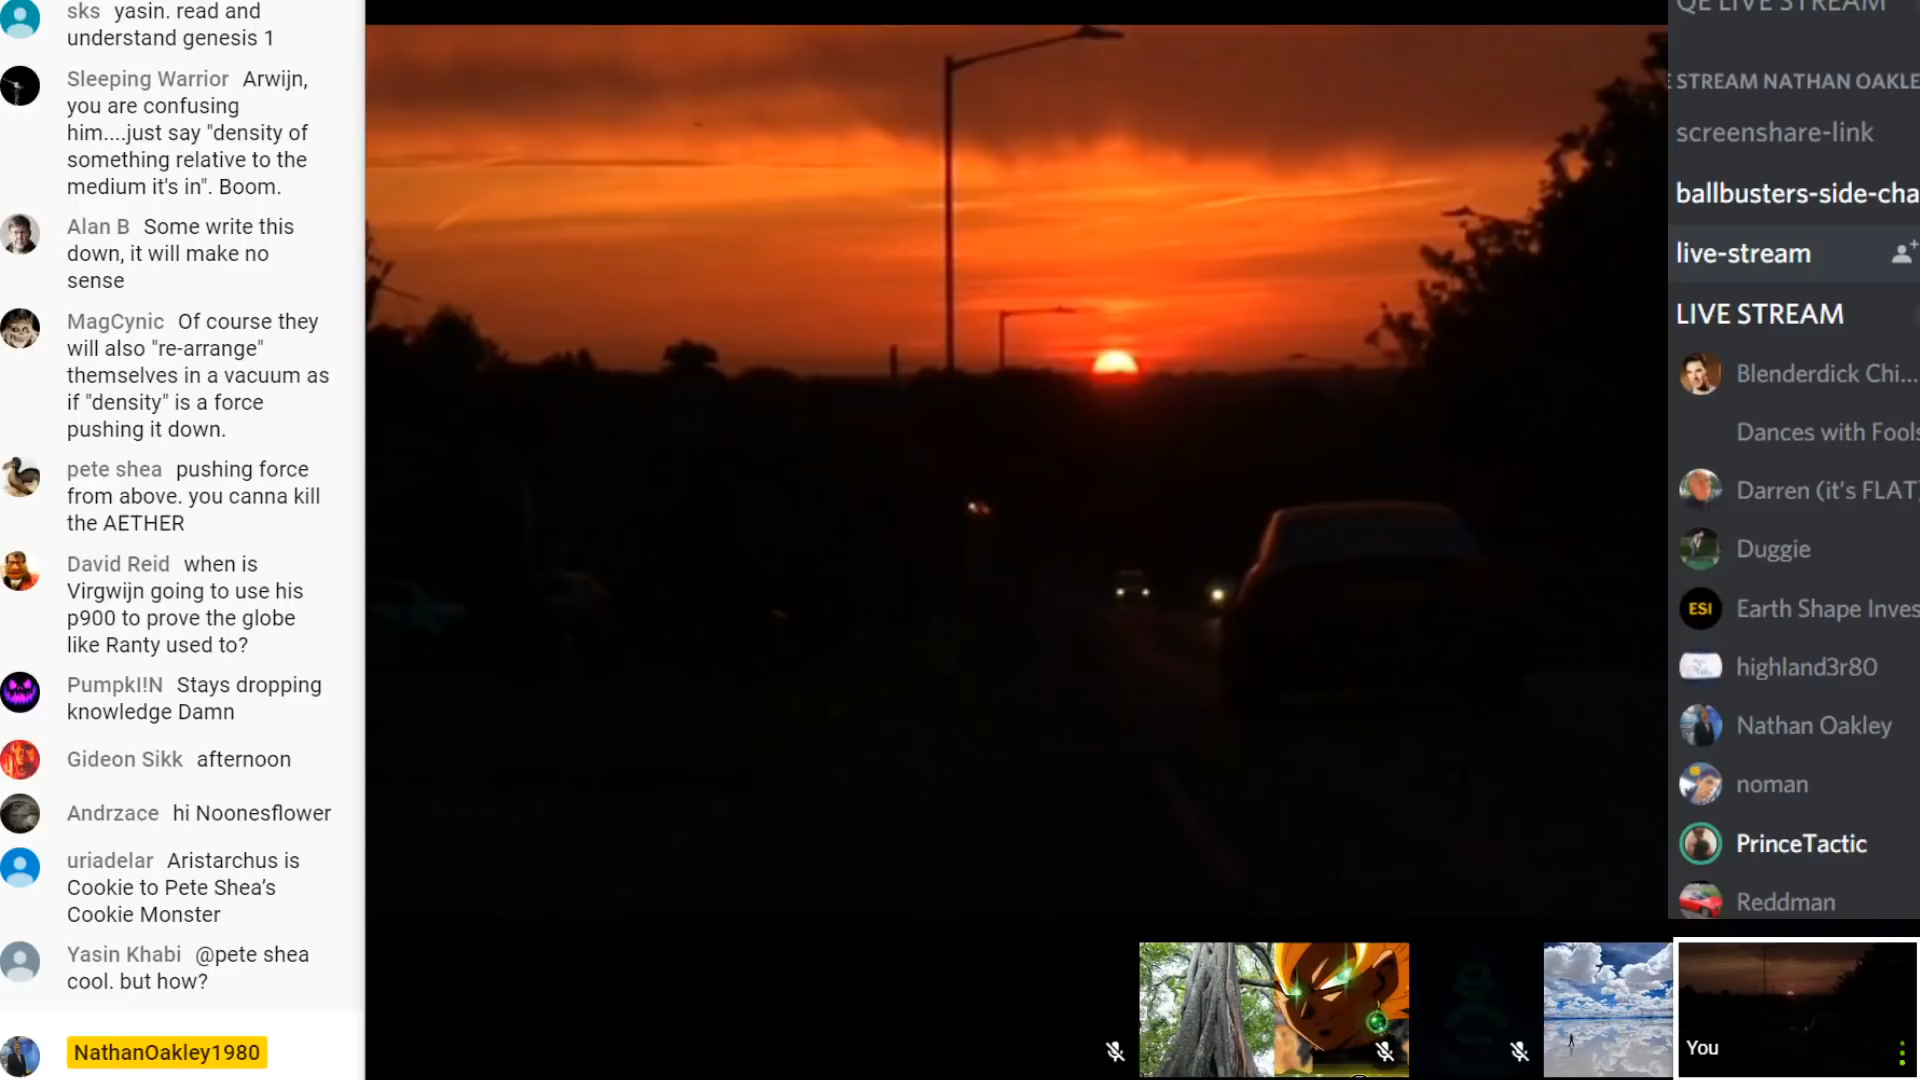 sks yasin. read and
understand genesis 1
Sleeping Warrior Arwijn,
you are confusing
him....just say "density of
something relative to the
medium it's in". Boom.
Alan B Some write this
down, it will make no
sense
MagCynic Of course they
will also "re-arrange"
themselves in a vacuum as
if "density" is a force
pushing it down.
pete shea pushing force
from above. you canna kill
the AETHER
David Reid when is
Virgwijn going to use his
p900 to prove the globe
like Ranty used to?
PumpkI!N Stays dropping
knowledge Damn
Gideon Sikk afternoon
Andrzace hi Noonesflower
uriadelar Aristarchus is
Cookie to Pete Shea’s
Cookie Monster
Yasin Khabi @pete shea
cool. but how?
NathanOakley1980
QE LIVE STREAM
E STREAM NATHAN OAKLE
screenshare-link
ballbusters-side-cha
live-stream
LIVE STREAM
Blenderdick Chi...
Dances with Fools
Darren (it's FLAT)
Duggie
ESI Earth Shape Inves
highland3r80
Nathan Oakley
noman
PrinceTactic
Reddman
You